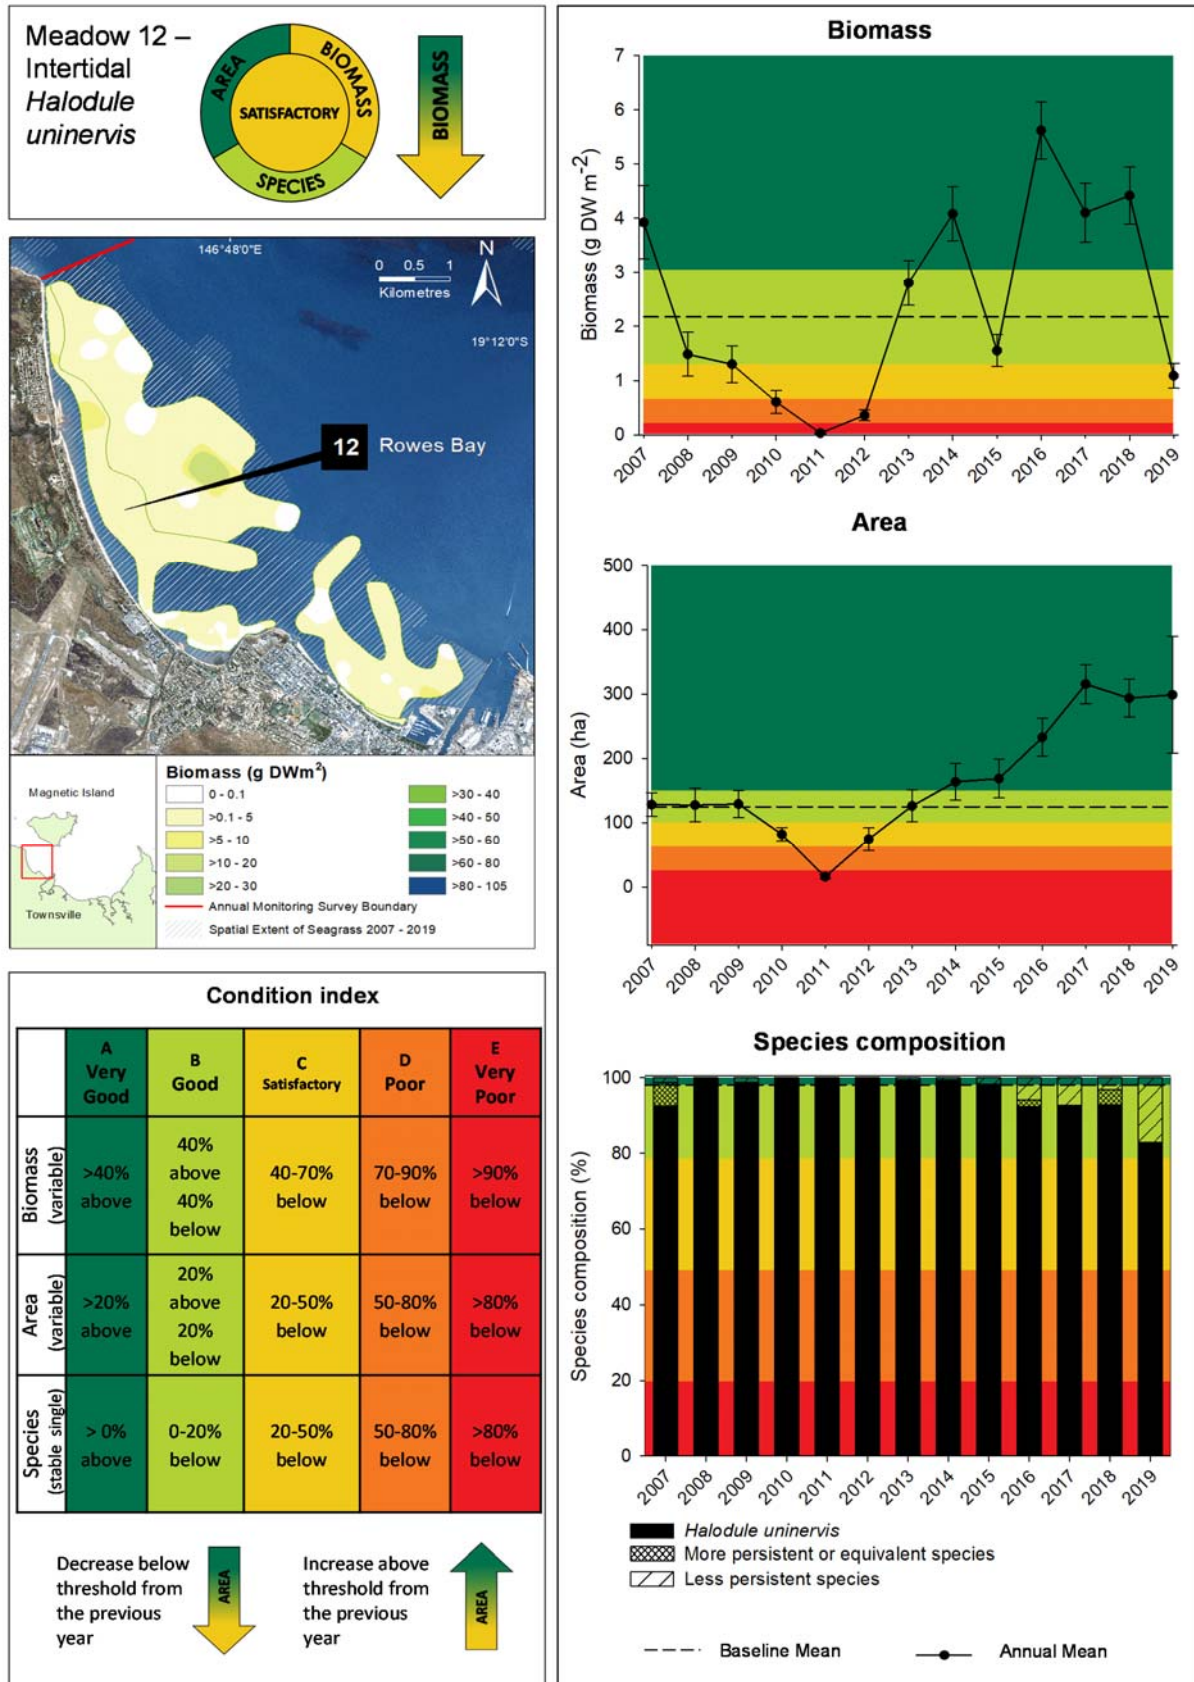 Meadow 12 –
Intertidal
Halodule
uninervis
AREA
BIOMASS
SATISFACTORY
SPECIES
BIOMASS
146°48'0"E
N
0 0.5 1
Kilometres
19°12'0"S
12
Rowes Bay
Magnetic Island
Townsville
Biomass (g DWm²)
0 - 0.1
>0.1 - 5
>5 - 10
>10 - 20
>20 - 30
>30 - 40
>40 - 50
>50 - 60
>60 - 80
>80 - 105
Annual Monitoring Survey Boundary
Spatial Extent of Seagrass 2007 - 2019
Condition index
A
Very
Good
B
Good
C
Satisfactory
D
Poor
E
Very
Poor
Biomass
(variable)
>40%
above
40%
above
40%
below
40-70%
below
70-90%
below
>90%
below
Area
(variable)
>20%
above
20%
above
20%
below
20-50%
below
50-80%
below
>80%
below
Species
(stable single)
> 0%
above
0-20%
below
20-50%
below
50-80%
below
>80%
below
Decrease below
threshold from
the previous
year
AREA
Increase above
threshold from
the previous
year
AREA
Biomass
Biomass (g DW m⁻²)
7
6
5
4
3
2
1
0
2007 2008 2009 2010 2011 2012 2013 2014 2015 2016 2017 2018 2019
Area
Area (ha)
500
400
300
200
100
0
2007 2008 2009 2010 2011 2012 2013 2014 2015 2016 2017 2018 2019
Species composition
Species composition (%)
100
80
60
40
20
0
2007 2008 2009 2010 2011 2012 2013 2014 2015 2016 2017 2018 2019
Halodule uninervis
More persistent or equivalent species
Less persistent species
Baseline Mean
Annual Mean